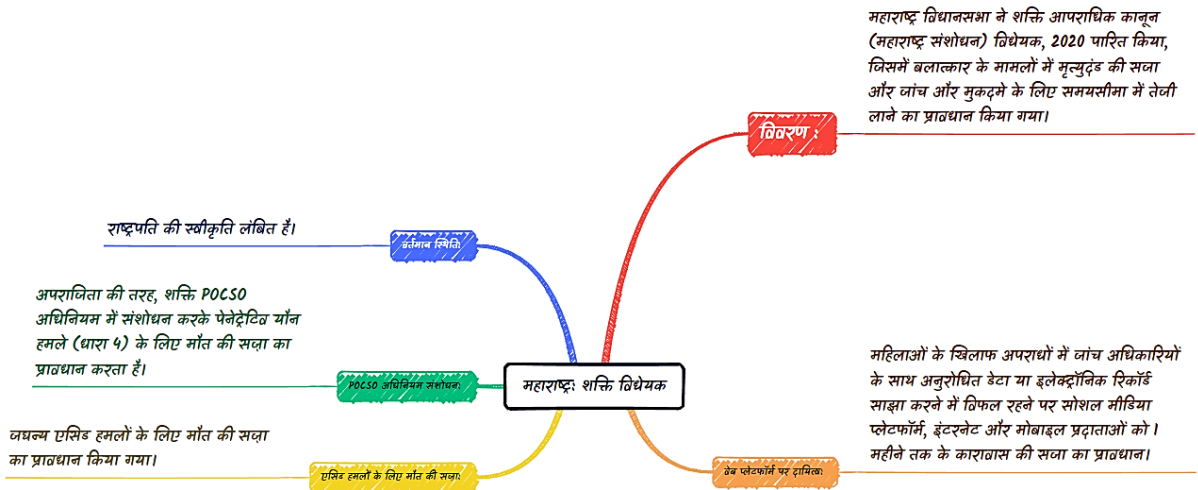 महाराष्ट्र: शक्ति विधेयक
विवरण :
महाराष्ट्र विधानसभा ने शक्ति आपराधिक कानून
(महाराष्ट्र संशोधन) विधेयक, 2020 पारित किया,
जिसमें बलात्कार के मामलों में मृत्युदंड की सजा
और जांच और मुकदमे के लिए समयसीमा में तेजी
लाने का प्रावधान किया गया।
वेब प्लेटफॉर्म पर दायित्व:
महिलाओं के खिलाफ अपराधों में जांच अधिकारियों
के साथ अनुरोधित डेटा या इलेक्ट्रॉनिक रिकॉर्ड
साझा करने में विफल रहने पर सोशल मीडिया
प्लेटफॉर्म, इंटरनेट और मोबाइल प्रदाताओं को 1
महीने तक के कारावास की सजा का प्रावधान।
वर्तमान स्थिति:
राष्ट्रपति की स्वीकृति लंबित है।
POCSO अधिनियम संशोधन:
अपराजिता की तरह, शक्ति POCSO
अधिनियम में संशोधन करके पेनेट्रेटिव यौन
हमले (धारा 4) के लिए मौत की सज़ा का
प्रावधान करता है।
एसिड हमलों के लिए मौत की सज़ा:
जघन्य एसिड हमलों के लिए मौत की सज़ा
का प्रावधान किया गया।